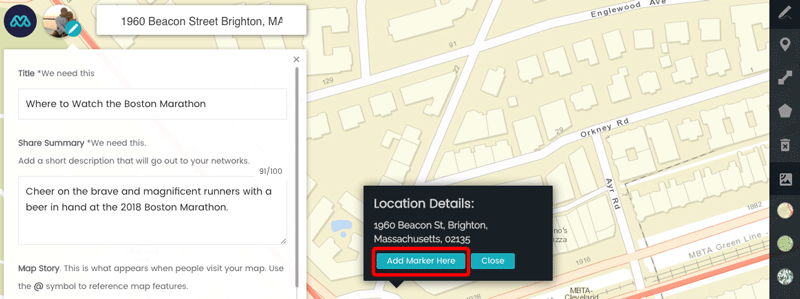 1960 Beacon Street Brighton, MA
Title *We need this
Where to Watch the Boston Marathon
Share Summary *We need this.
Add a short description that will go out to your networks.
91/100
Cheer on the brave and magnificent runners with a
beer in hand at the 2018 Boston Marathon.
Map Story. This is what appears when people visit your map. Use
the @ symbol to reference map features.
Englewood Ave
91
131
132
Orkney Rd
Ayr Rd
Location Details:
1960 Beacon St, Brighton,
Massachusetts, 02135
Add Marker Here
Close
1882
MBTA Green Line -
MBTA-
Cleveland